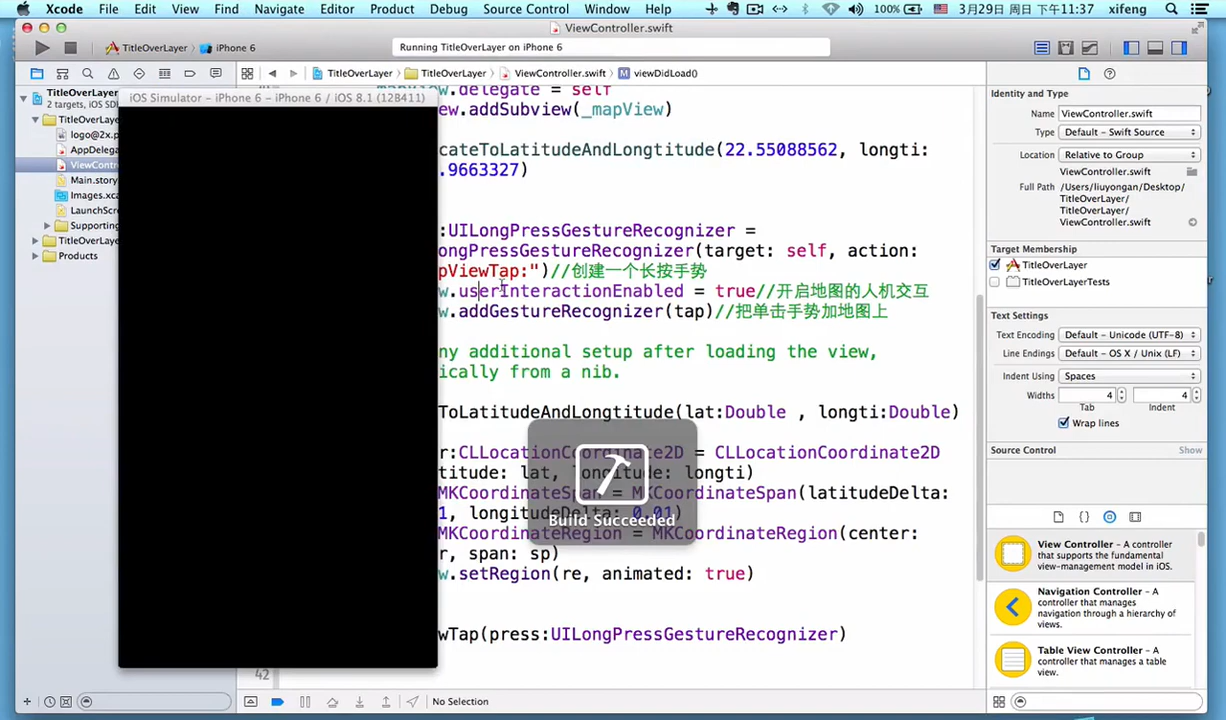 Xcode File Edit View Find Navigate Editor Product Debug Source Control Window Help 100% 3月29日 周日 下午11:37 xifeng
ViewController.swift
TitleOverLayer iPhone 6 Running TitleOverLayer on iPhone 6
TitleOverLayer TitleOverLayer ViewController.swift M viewDidLoad()
TitleOverLaye
2 targets, iOS SD
TitleOverLaye
logo@2x.p
AppDelega
ViewContr
Main.story
Images.xca
LaunchScre
Supporting
TitleOverLaye
Products
iOS Simulator – iPhone 6 – iPhone 6 / iOS 8.1 (12B411)
.delegate = self
ew.addSubview(_mapView)
cateToLatitudeAndLongtitude(22.55088562, longti:
.9663327)
:UILongPressGestureRecognizer =
ongPressGestureRecognizer(target: self, action:
pViewTap:")//创建一个长按手势
w.userInteractionEnabled = true//开启地图的人机交互
w.addGestureRecognizer(tap)//把单击手势加地图上
ny additional setup after loading the view,
ically from a nib.
ToLatitudeAndLongtitude(lat:Double , longti:Double)
r:CLLocationCoordinate2D = CLLocationCoordinate2D
titude: lat, longitude: longti)
MKCoordinateSpan = MKCoordinateSpan(latitudeDelta:
1, longitudeDelta: 0.01)
MKCoordinateRegion = MKCoordinateRegion(center:
r, span: sp)
w.setRegion(re, animated: true)
wTap(press:UILongPressGestureRecognizer)
42
Build Succeeded
No Selection
Identity and Type
Name ViewController.swift
Type Default – Swift Source
Location Relative to Group
ViewController.swift
Full Path /Users/liuyongan/Desktop/
TitleOverLayer/
TitleOverLayer/
ViewController.swift
Target Membership
TitleOverLayer
TitleOverLayerTests
Text Settings
Text Encoding Default – Unicode (UTF-8)
Line Endings Default – OS X / Unix (LF)
Indent Using Spaces
Widths 4 4
Tab Indent
Wrap lines
Source Control Show
{}
View Controller – A controller
that supports the fundamental
view-management model in iOS.
Navigation Controller – A
controller that manages
navigation through a hierarchy of
views.
Table View Controller – A
controller that manages a table
view.